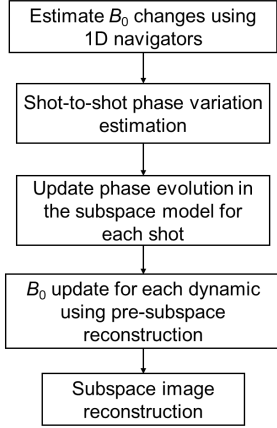 Estimate B0 changes using
1D navigators
Shot-to-shot phase variation
estimation
Update phase evolution in
the subspace model for
each shot
B0 update for each dynamic
using pre-subspace
reconstruction
Subspace image
reconstruction